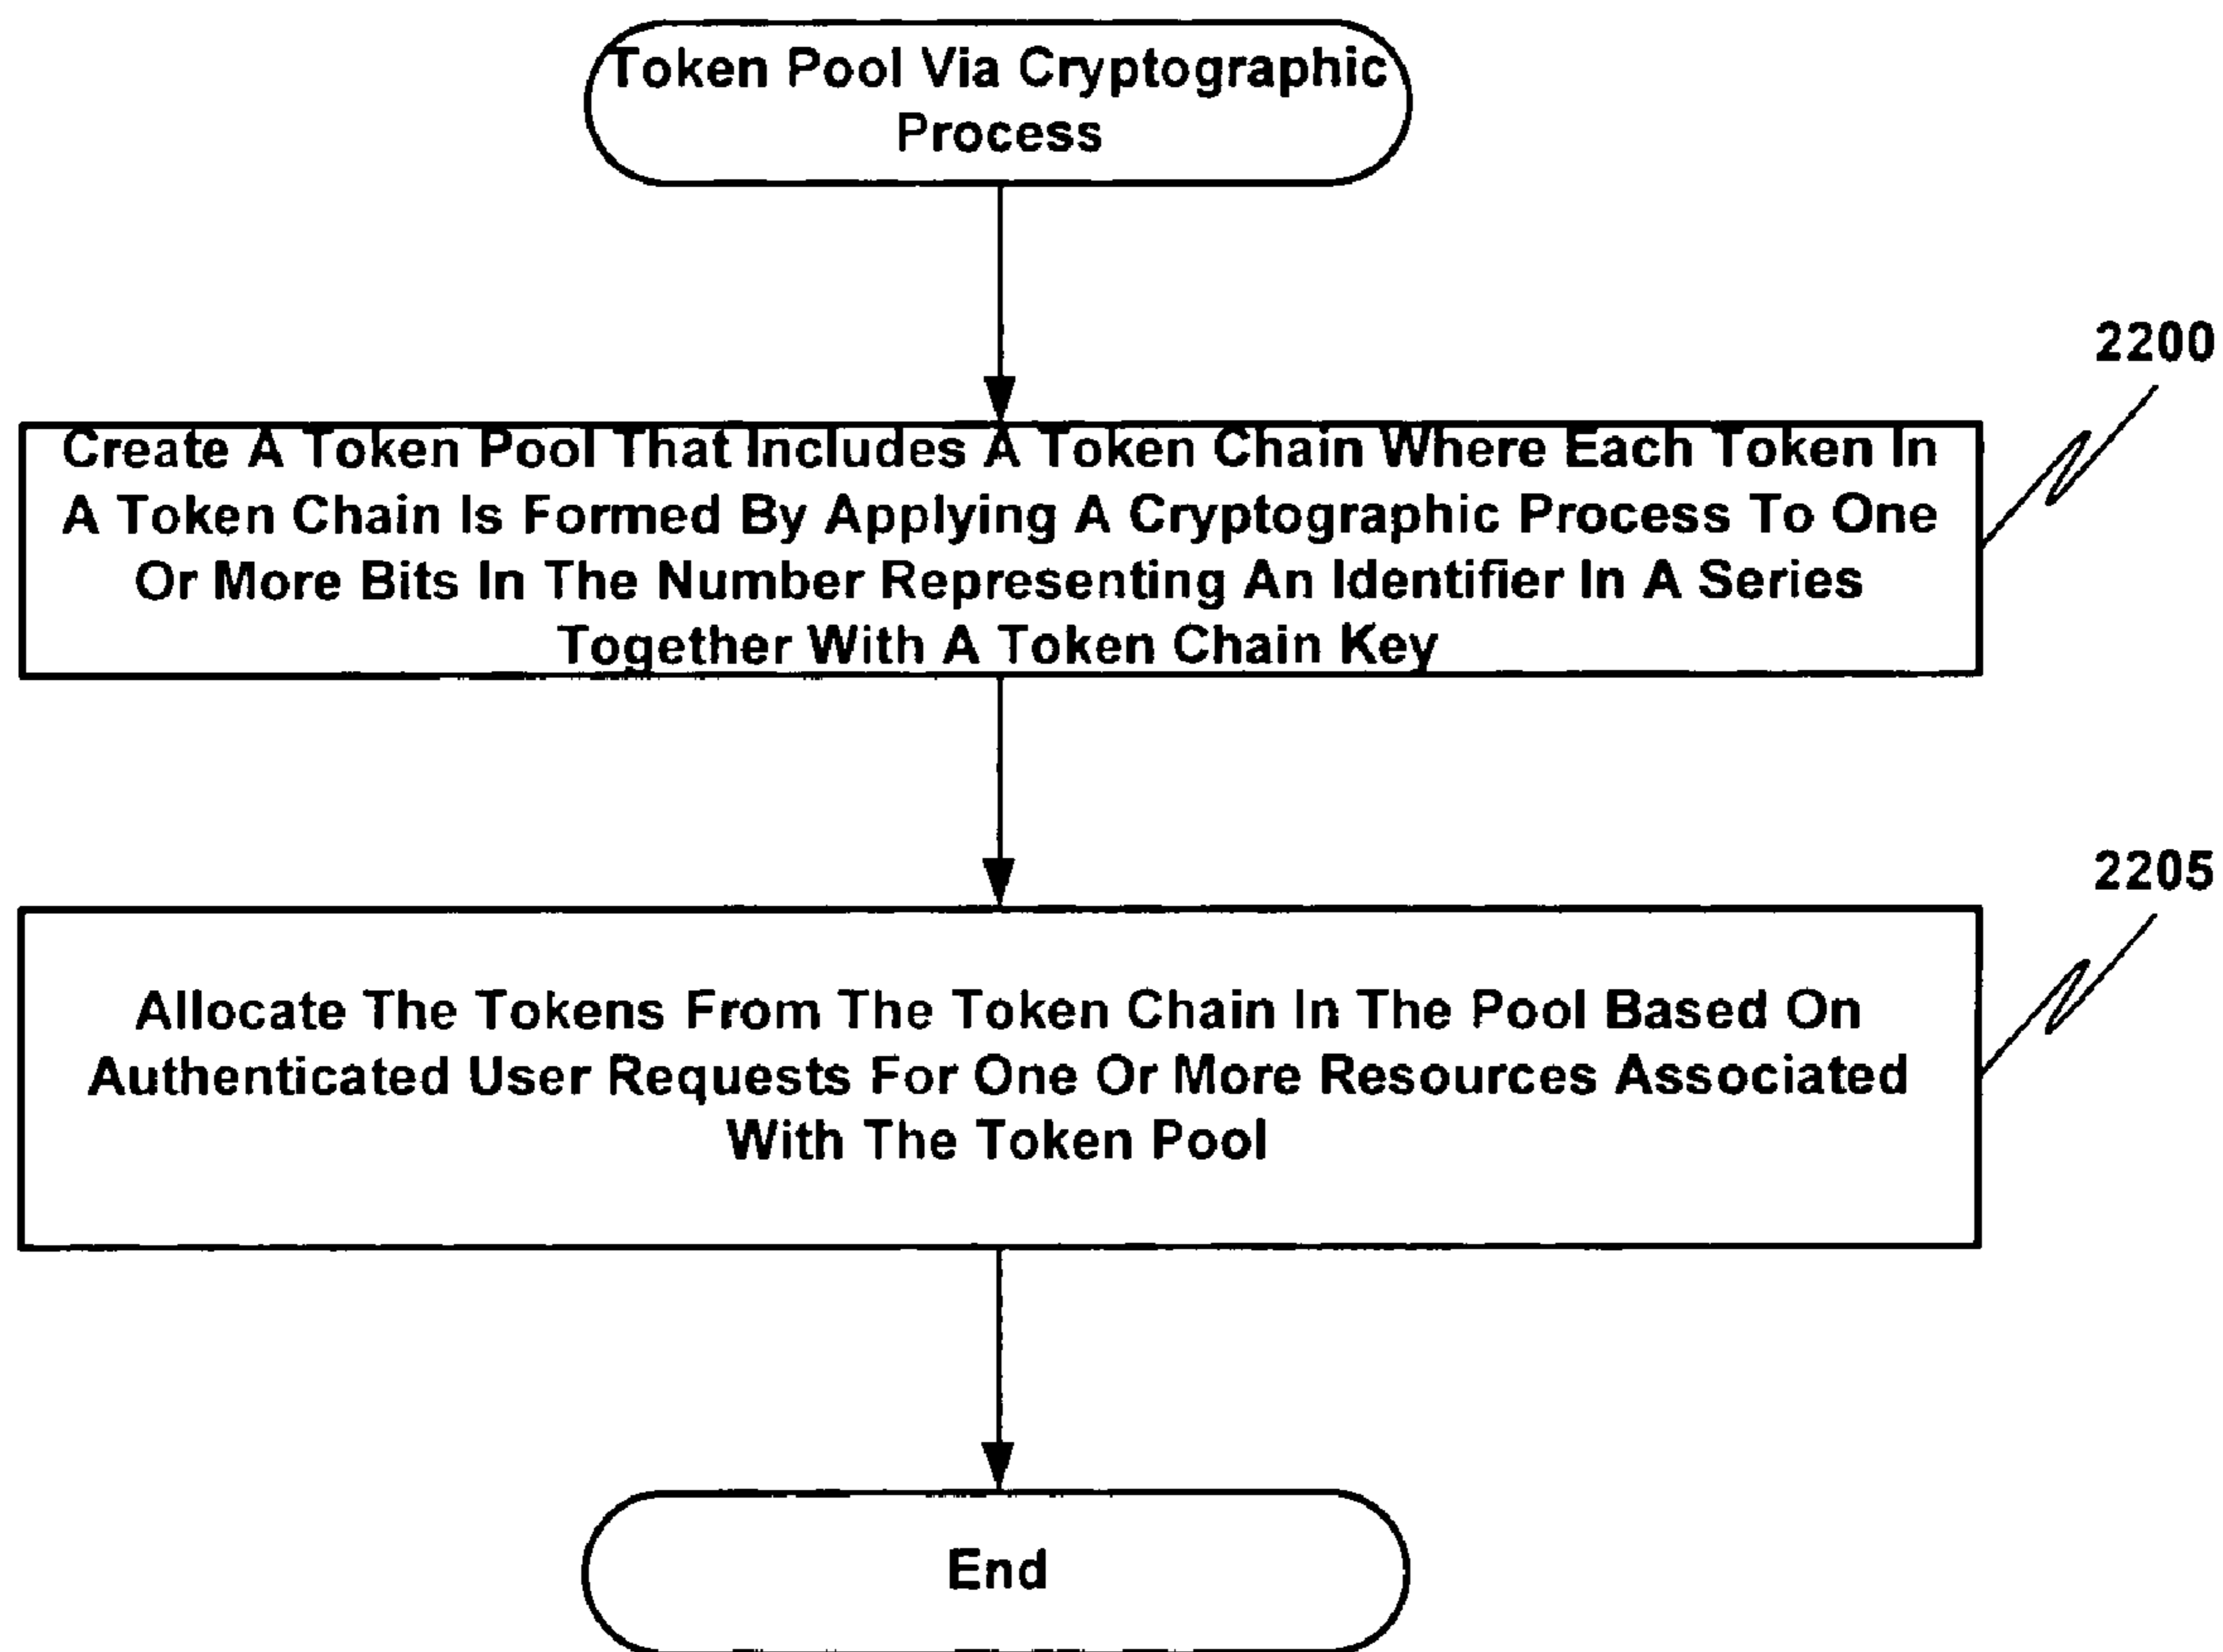 Token Pool Via Cryptographic
Process
2200
Create A Token Pool That Includes A Token Chain Where Each Token In
A Token Chain Is Formed By Applying A Cryptographic Process To One
Or More Bits In The Number Representing An Identifier In A Series
Together With A Token Chain Key
2205
Allocate The Tokens From The Token Chain In The Pool Based On
Authenticated User Requests For One Or More Resources Associated
With The Token Pool
End